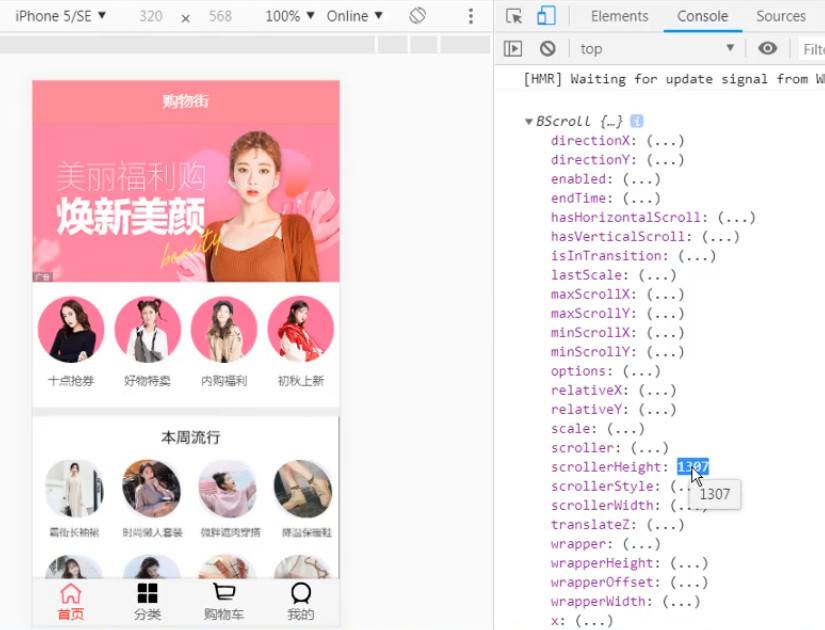 iPhone 5/SE ▼ 320 × 568 100% ▼ Online ▼
Elements Console Sources
top ▼ Filte
[HMR] Waiting for update signal from W
▼BScroll {…} i
directionX: (...)
directionY: (...)
enabled: (...)
endTime: (...)
hasHorizontalScroll: (...)
hasVerticalScroll: (...)
isInTransition: (...)
lastScale: (...)
maxScrollX: (...)
maxScrollY: (...)
minScrollX: (...)
minScrollY: (...)
options: (...)
relativeX: (...)
relativeY: (...)
scale: (...)
scroller: (...)
scrollerHeight: 1307
scrollerStyle: (..
1307
scrollerWidth: (...)
translateZ: (...)
wrapper: (...)
wrapperHeight: (...)
wrapperOffset: (...)
wrapperWidth: (...)
x: (...)
购物街
美丽福利购
焕新美颜
beauty
广告
十点抢券 好物特卖 内购福利 初秋上新
本周流行
霸街长袖裙 时尚懒人套装 微胖遮肉穿搭 降温保暖鞋
首页 分类 购物车 我的